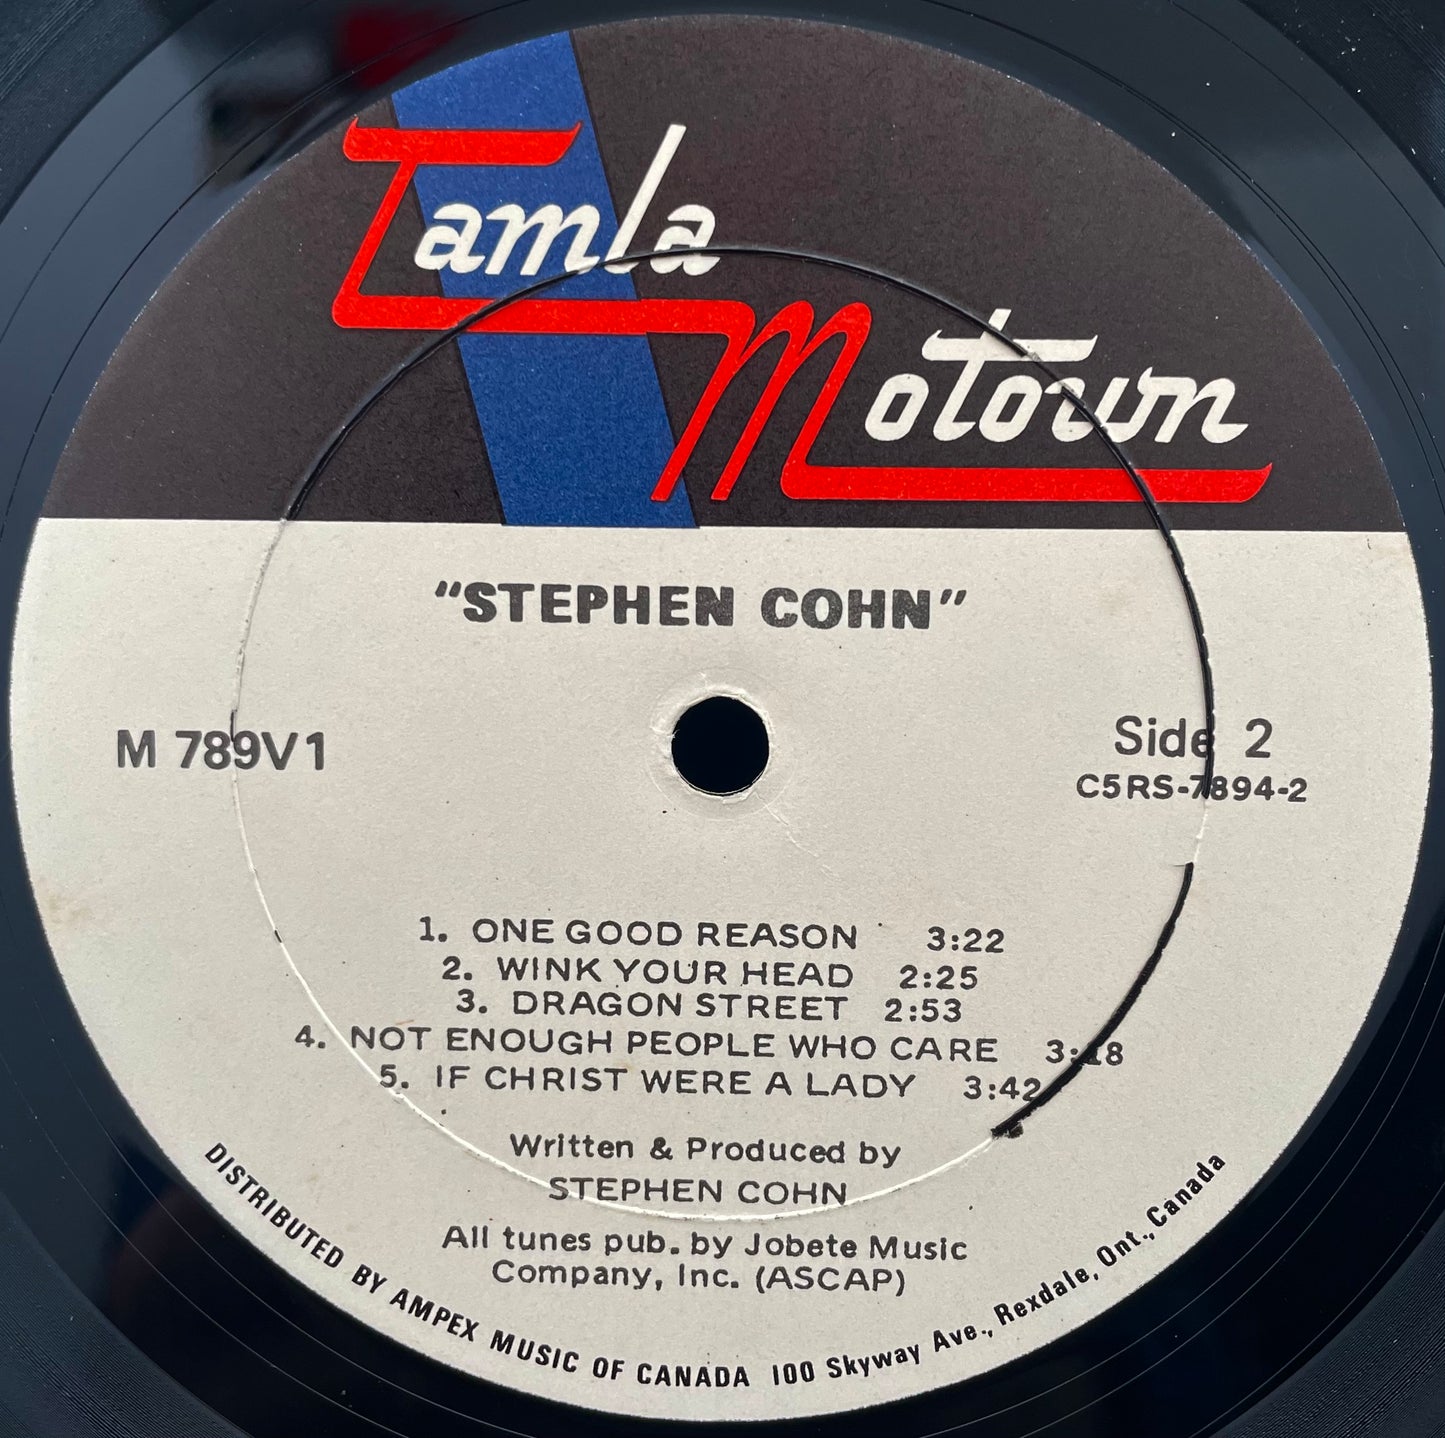 Tamla
Motown
"STEPHEN COHN"
M 789V1
Side 2
C5RS-7894-2
1. ONE GOOD REASON 3:22
2. WINK YOUR HEAD 2:25
3. DRAGON STREET 2:53
4. NOT ENOUGH PEOPLE WHO CARE 3:18
5. IF CHRIST WERE A LADY 3:42
Written & Produced by
STEPHEN COHN
All tunes pub. by Jobete Music
Company, Inc. (ASCAP)
DISTRIBUTED BY AMPEX MUSIC OF CANADA 100 Skyway Ave., Rexdale, Ont., Canada